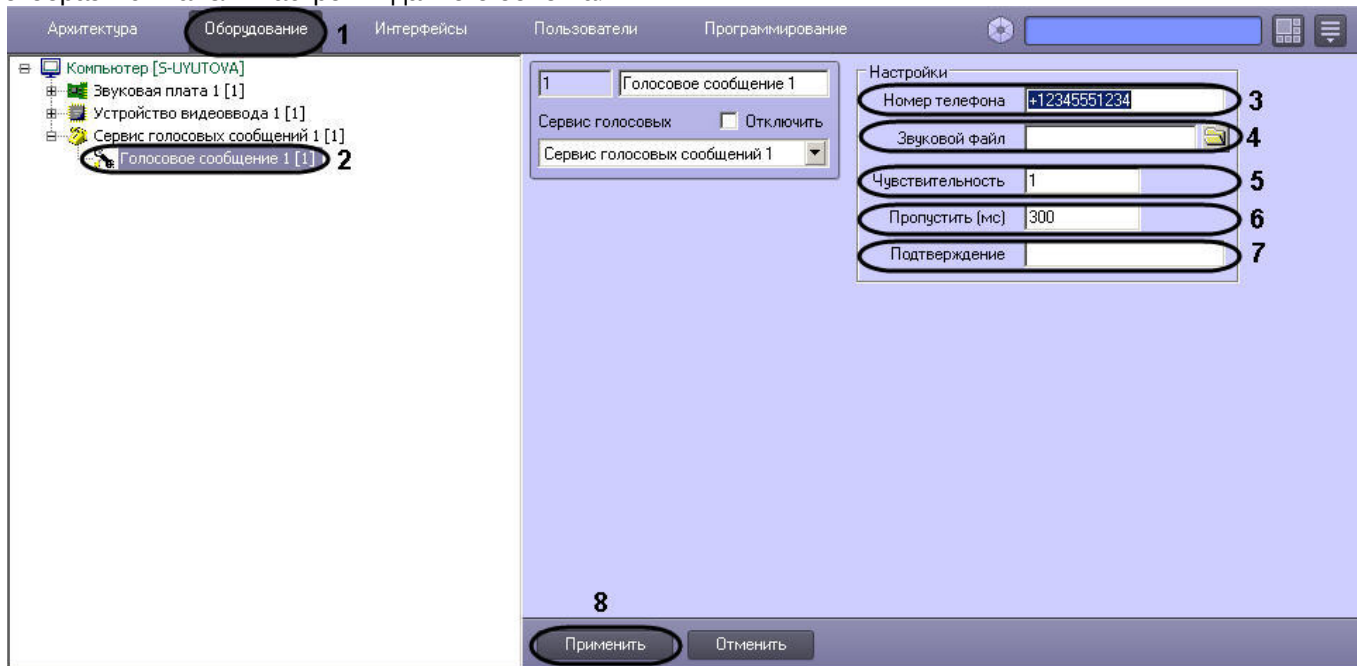 Архитектура Оборудование 1 Интерфейсы Пользователи Программирование
Компьютер [S-UYUTOVA]
Звуковая плата 1 [1]
Устройство видеоввода 1 [1]
Сервис голосовых сообщений 1 [1]
Голосовое сообщение 1 [1] 2
1 Голосовое сообщение 1
Сервис голосовых Отключить
Сервис голосовых сообщений 1
Настройки
Номер телефона +12345551234 3
Звуковой файл 4
Чувствительность 1 5
Пропустить (мс) 300 6
Подтверждение 7
8
Применить Отменить